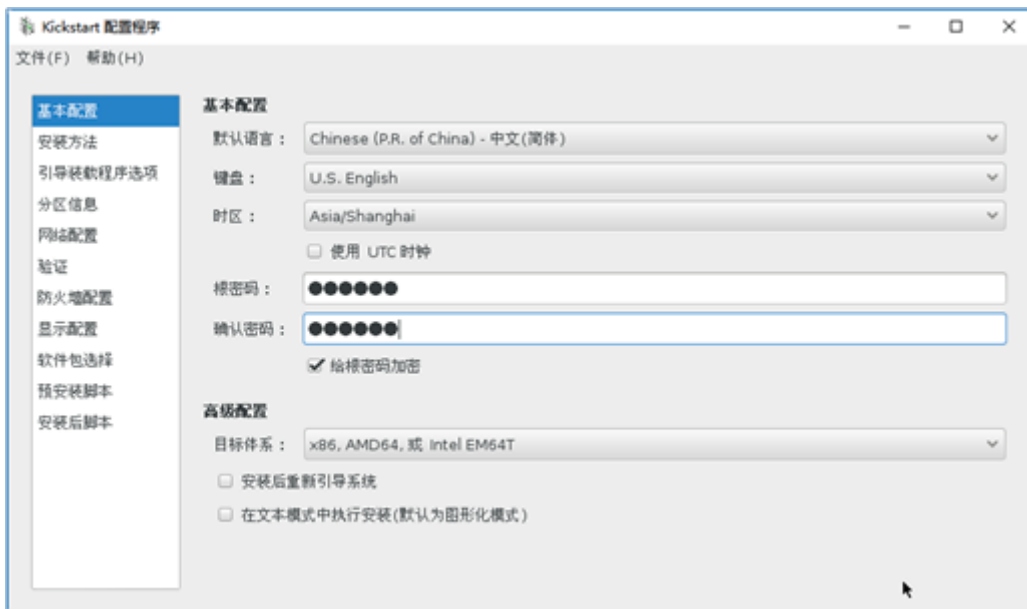 Kickstart 配置程序
文件(F) 帮助(H)
基本配置
安装方法
引导装载程序选项
分区信息
网络配置
验证
防火墙配置
显示配置
软件包选择
预安装脚本
安装后脚本
基本配置
默认语言： Chinese (P.R. of China) - 中文(简体)
键盘： U.S. English
时区： Asia/Shanghai
使用 UTC 时钟
根密码： ●●●●●●
确认密码： ●●●●●●
给根密码加密
高级配置
目标体系： x86, AMD64, 或 Intel EM64T
安装后重新引导系统
在文本模式中执行安装(默认为图形化模式)